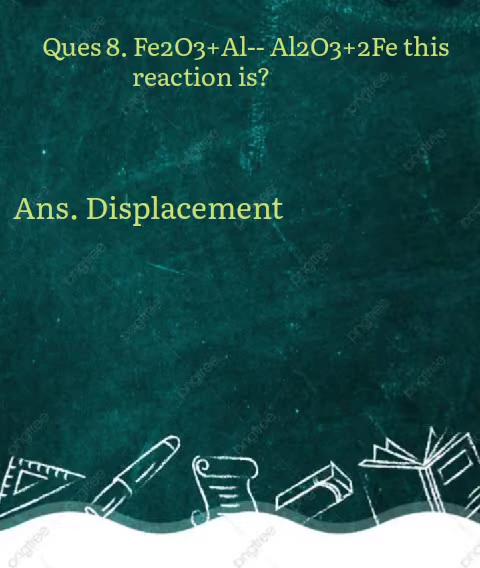 Ques 8. Fe2O3+Al-- Al2O3+2Fe this
reaction is?
Ans. Displacement